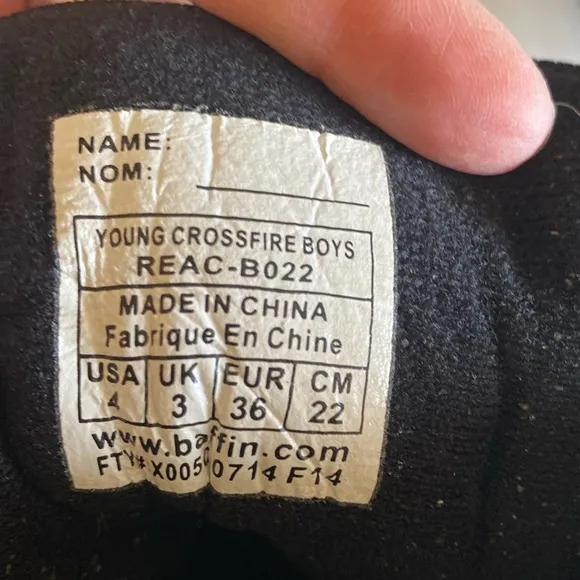 NAME:
NOM:
YOUNG CROSSFIRE BOYS
REAC-B022
MADE IN CHINA
Fabrique En Chine
USA UK EUR CM
4 3 36 22
www.baffin.com
FTY# 0714 F14